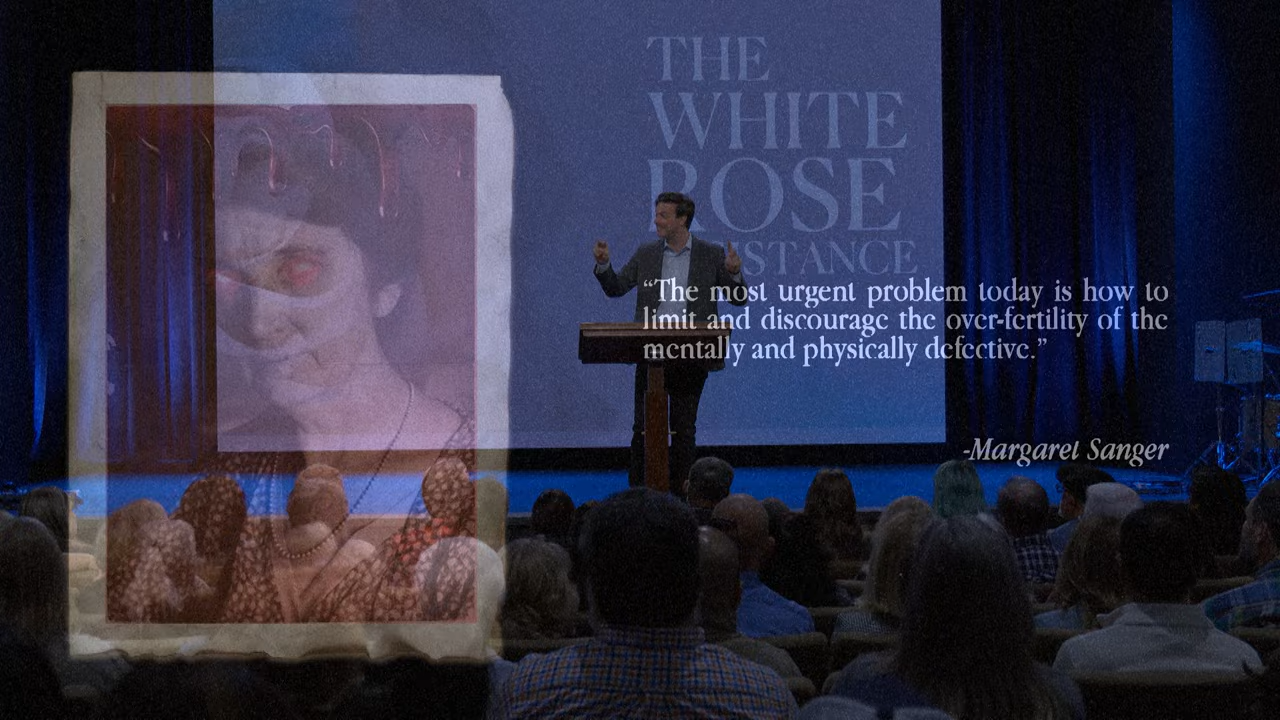 THE
WHITE
ROSE
RESISTANCE
“The most urgent problem today is how to
limit and discourage the over-fertility of the
mentally and physically defective.”
-Margaret Sanger